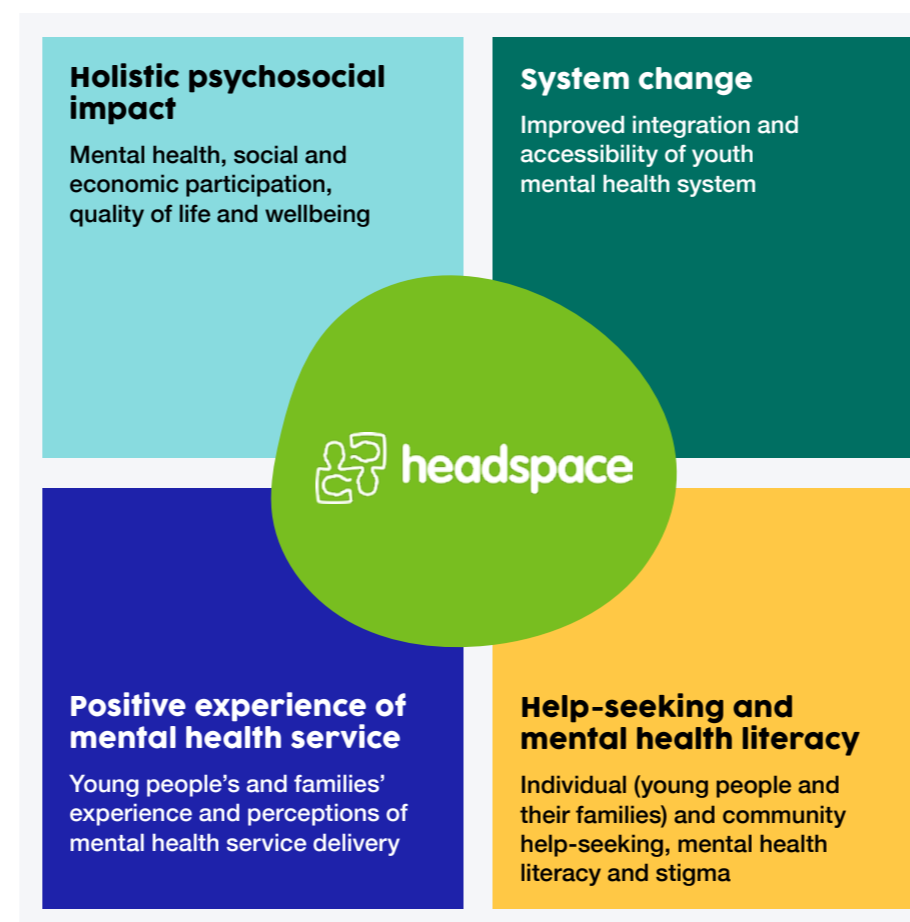 Holistic psychosocial
impact
Mental health, social and
economic participation,
quality of life and wellbeing
System change
Improved integration and
accessibility of youth
mental health system
headspace
Positive experience of
mental health service
Young people’s and families’
experience and perceptions of
mental health service delivery
Help-seeking and
mental health literacy
Individual (young people and
their families) and community
help-seeking, mental health
literacy and stigma